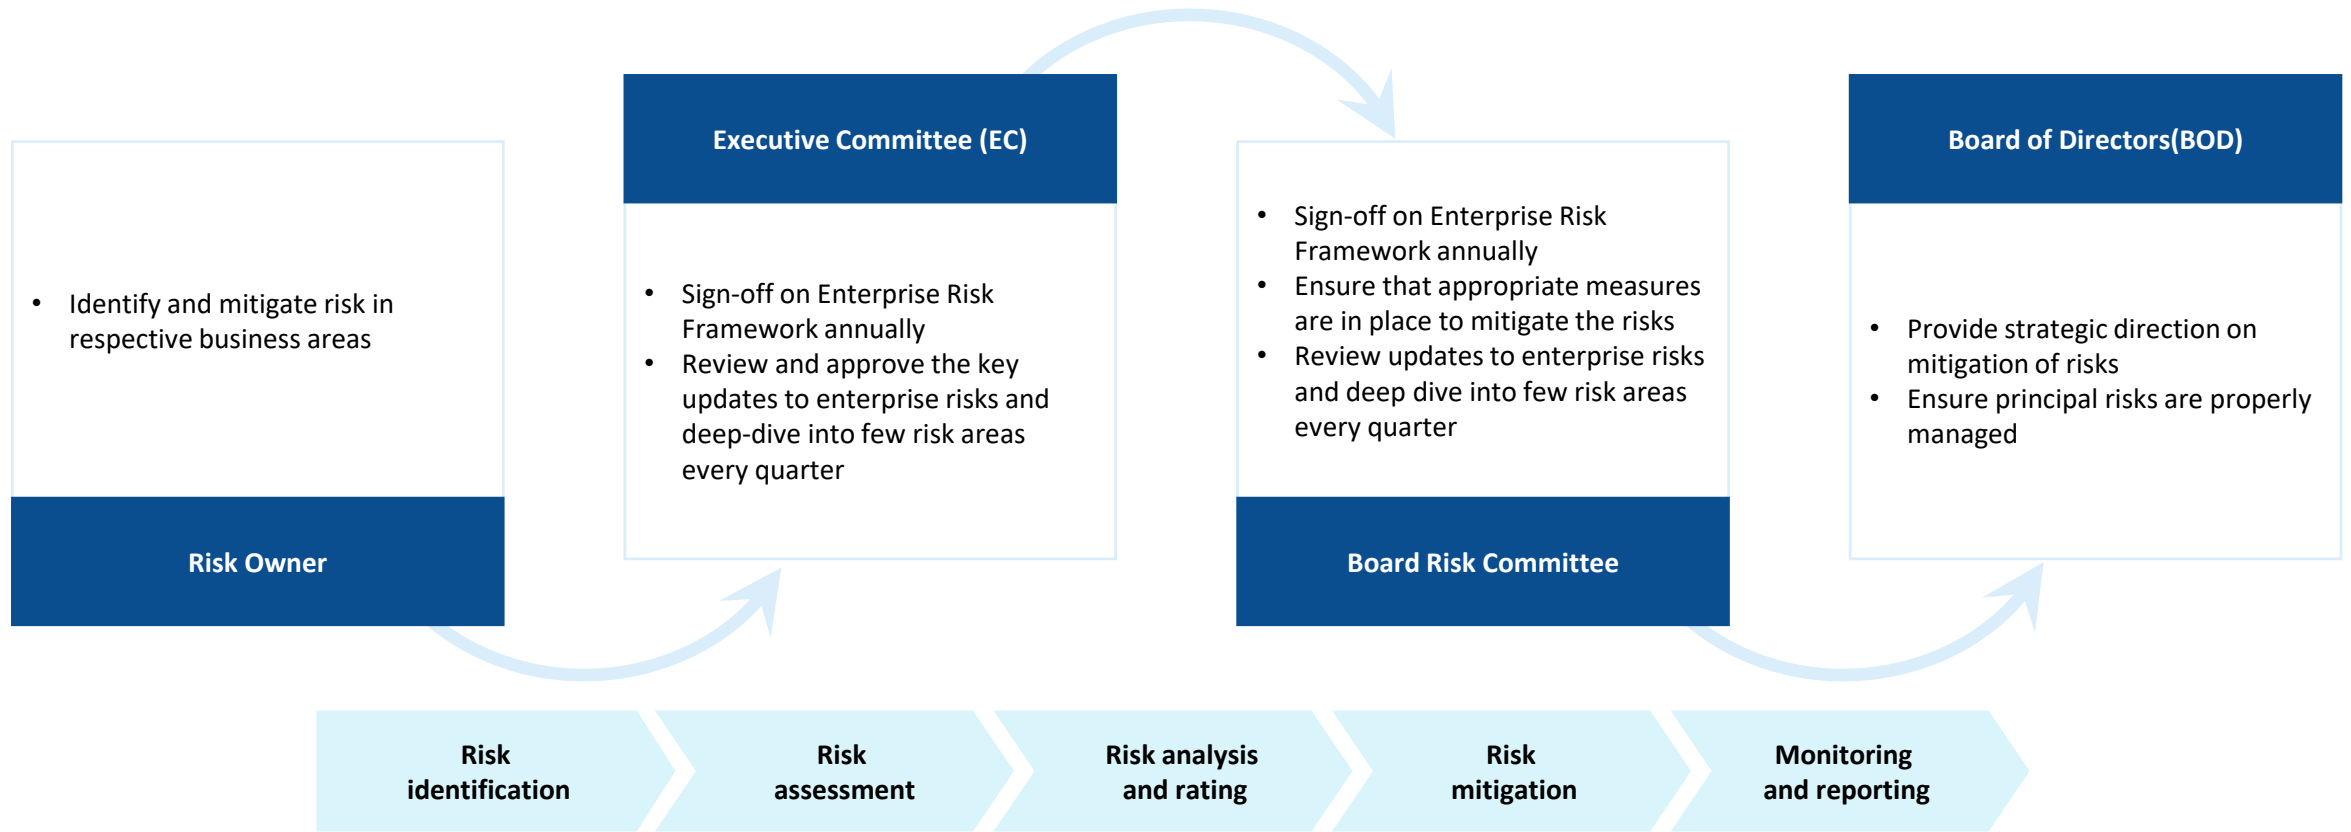 • Identify and mitigate risk in
respective business areas
Risk Owner
Executive Committee (EC)
• Sign-off on Enterprise Risk
Framework annually
• Review and approve the key
updates to enterprise risks and
deep-dive into few risk areas
every quarter
• Sign-off on Enterprise Risk
Framework annually
• Ensure that appropriate measures
are in place to mitigate the risks
• Review updates to enterprise risks
and deep dive into few risk areas
every quarter
Board Risk Committee
Board of Directors(BOD)
• Provide strategic direction on
mitigation of risks
• Ensure principal risks are properly
managed
Risk
identification
Risk
assessment
Risk analysis
and rating
Risk
mitigation
Monitoring
and reporting